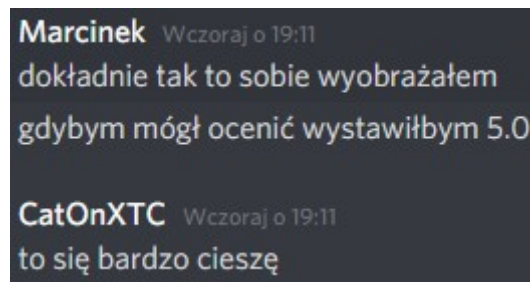 Marcinek Wczoraj o 19:11
dokładnie tak to sobie wyobrażałem
gdybym mógł ocenić wystawiłbym 5.0
CatOnXTC Wczoraj o 19:11
to się bardzo cieszę